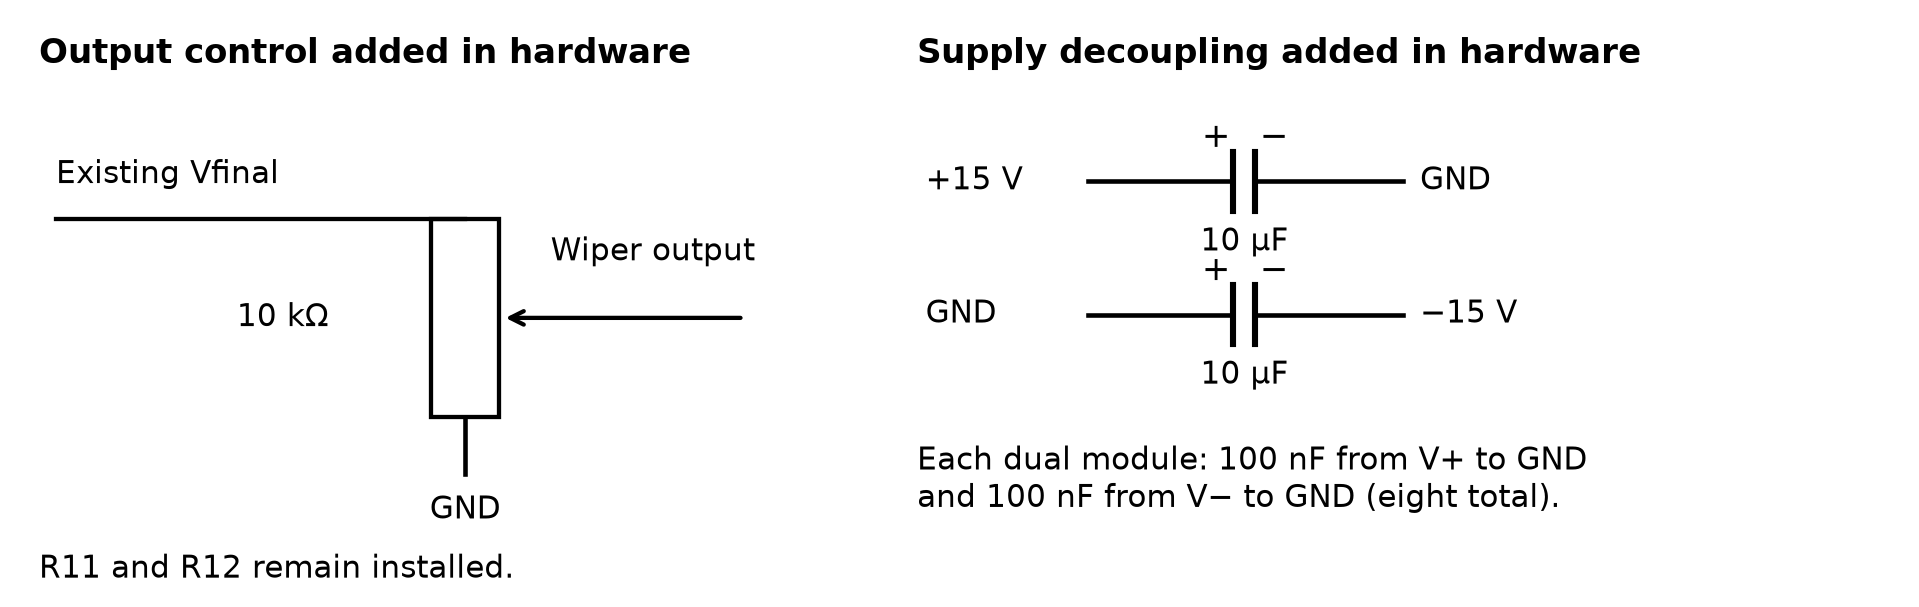 Output control added in hardware
Existing Vfinal
Wiper output
10 kΩ
GND
R11 and R12 remain installed.
Supply decoupling added in hardware
+ −
+15 V
GND
10 µF
+ −
GND
−15 V
10 µF
Each dual module: 100 nF from V+ to GND
and 100 nF from V− to GND (eight total).